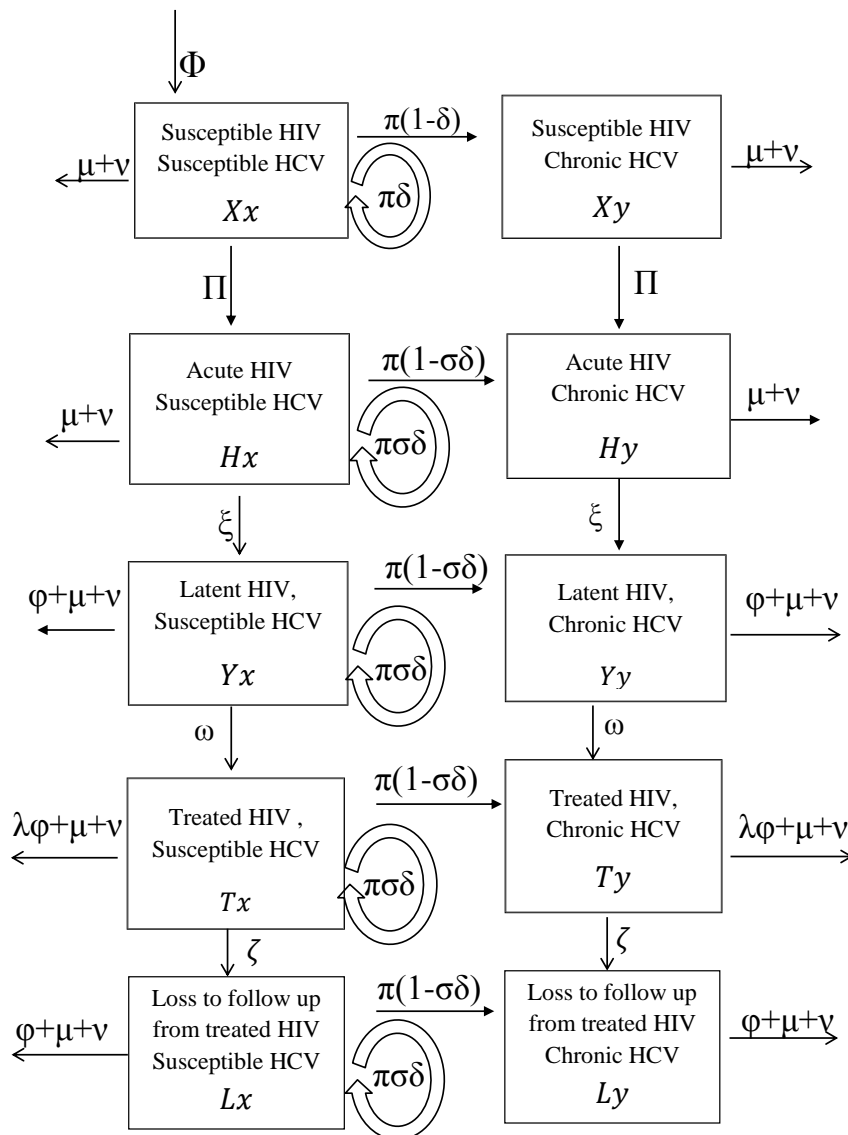 Φ
Susceptible HIV
Susceptible HCV
Xx
μ+ν
π(1-δ)
πδ
Susceptible HIV
Chronic HCV
Xy
μ+ν
Π
Π
Acute HIV
Susceptible HCV
Hx
μ+ν
π(1-σδ)
πσδ
Acute HIV
Chronic HCV
Hy
μ+ν
ξ
ξ
Latent HIV,
Susceptible HCV
Yx
φ+μ+ν
π(1-σδ)
πσδ
Latent HIV,
Chronic HCV
Yy
φ+μ+ν
ω
ω
Treated HIV ,
Susceptible HCV
Tx
λφ+μ+ν
π(1-σδ)
πσδ
Treated HIV,
Chronic HCV
Ty
λφ+μ+ν
ζ
ζ
Loss to follow up
from treated HIV
Susceptible HCV
Lx
φ+μ+ν
π(1-σδ)
πσδ
Loss to follow up
from treated HIV
Chronic HCV
Ly
φ+μ+ν